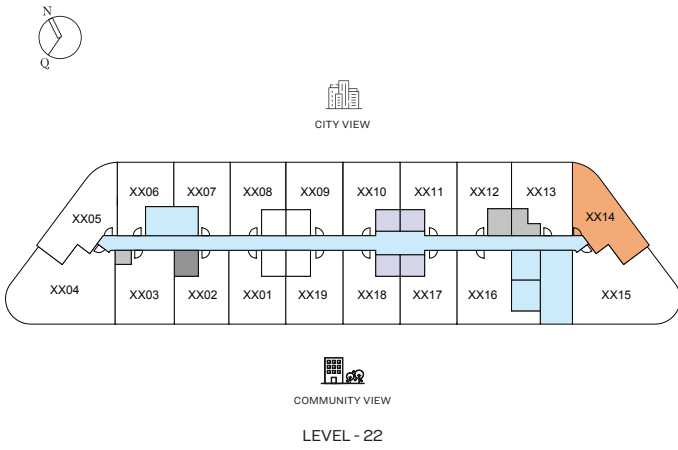 N
Q
CITY VIEW
XX06 XX07 XX08 XX09 XX10 XX11 XX12 XX13
XX05 XX14
XX04 XX03 XX02 XX01 XX19 XX18 XX17 XX16 XX15
COMMUNITY VIEW
LEVEL - 22